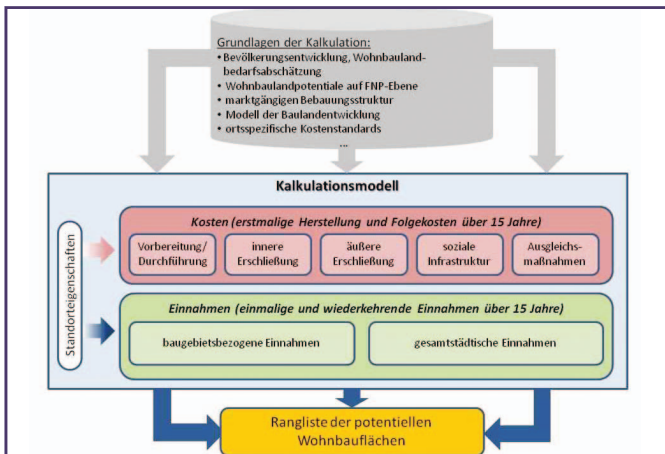 Grundlagen der Kalkulation:
• Bevölkerungsentwicklung, Wohnbauland-
bedarfsabschätzung
• Wohnbaulandpotentiale auf FNP-Ebene
• marktgängigen Bebauungsstruktur
• Modell der Baulandentwicklung
• ortsspezifische Kostenstandards
...
Kalkulationsmodell
Standorteigenschaften
Kosten (erstmalige Herstellung und Folgekosten über 15 Jahre)
Vorbereitung/
Durchführung
innere
Erschließung
äußere
Erschließung
soziale
Infrastruktur
Ausgleichs-
maßnahmen
Einnahmen (einmalige und wiederkehrende Einnahmen über 15 Jahre)
baugebietsbezogene Einnahmen
gesamtstädtische Einnahmen
Rangliste der potentiellen
Wohnbauflächen